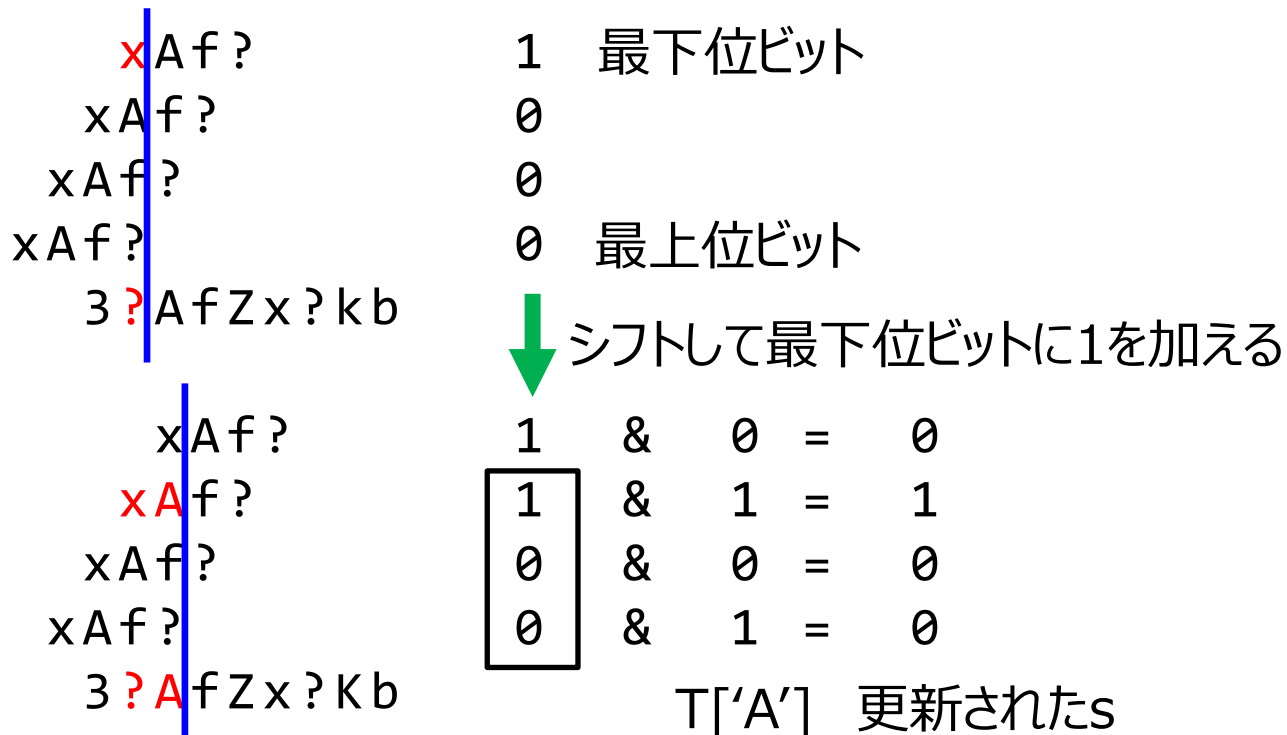 xAf? 1 最下位ビット
xAf? 0
xAf? 0
xAf? 0 最上位ビット
3?AfZx?kb
シフトして最下位ビットに1を加える
xAf? 1 & 0 = 0
xAf? 1 & 1 = 1
xAf? 0 & 0 = 0
xAf? 0 & 1 = 0
3?AfZx?Kb
T[‘A’] 更新されたs